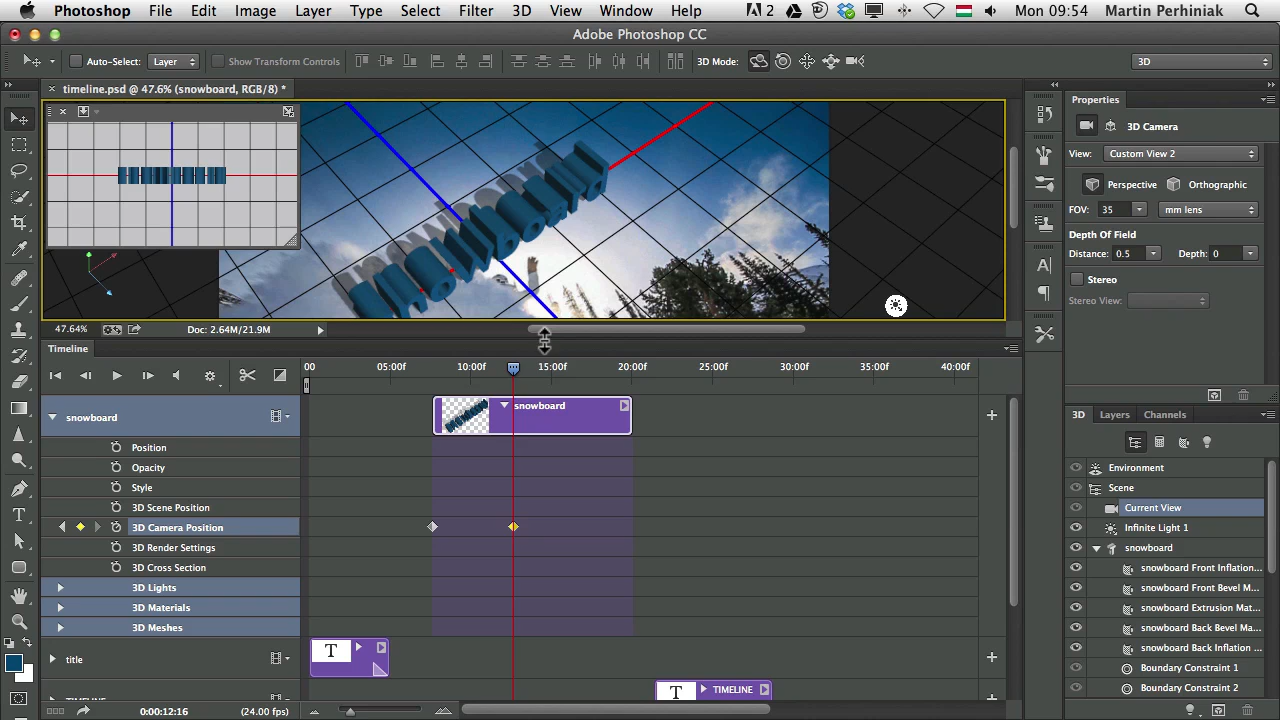 Photoshop File Edit Image Layer Type Select Filter 3D View Window Help 2 Mon 09:54 Martin Perhiniak
Adobe Photoshop CC
Auto-Select: Layer Show Transform Controls 3D Mode: 3D
timeline.psd @ 47.6% (snowboard, RGB/8) *
Properties
3D Camera
View: Custom View 2
Perspective Orthographic
FOV: 35 mm lens
Depth Of Field
Distance: 0.5 Depth: 0
Stereo
Stereo View:
snowboard
47.64% Doc: 2.64M/21.9M
Timeline
00 05:00f 10:00f 15:00f 20:00f 25:00f 30:00f 35:00f 40:00f
snowboard
snowboard
Position
Opacity
Style
3D Scene Position
3D Camera Position
3D Render Settings
3D Cross Section
3D Lights
3D Materials
3D Meshes
T
title
T TIMELINE
TIMELINE
0:00:12:16 (24.00 fps)
3D Layers Channels
Environment
Scene
Current View
Infinite Light 1
snowboard
snowboard Front Inflation...
snowboard Front Bevel M...
snowboard Extrusion Mat...
snowboard Back Bevel Ma...
snowboard Back Inflation ...
Boundary Constraint 1
Boundary Constraint 2